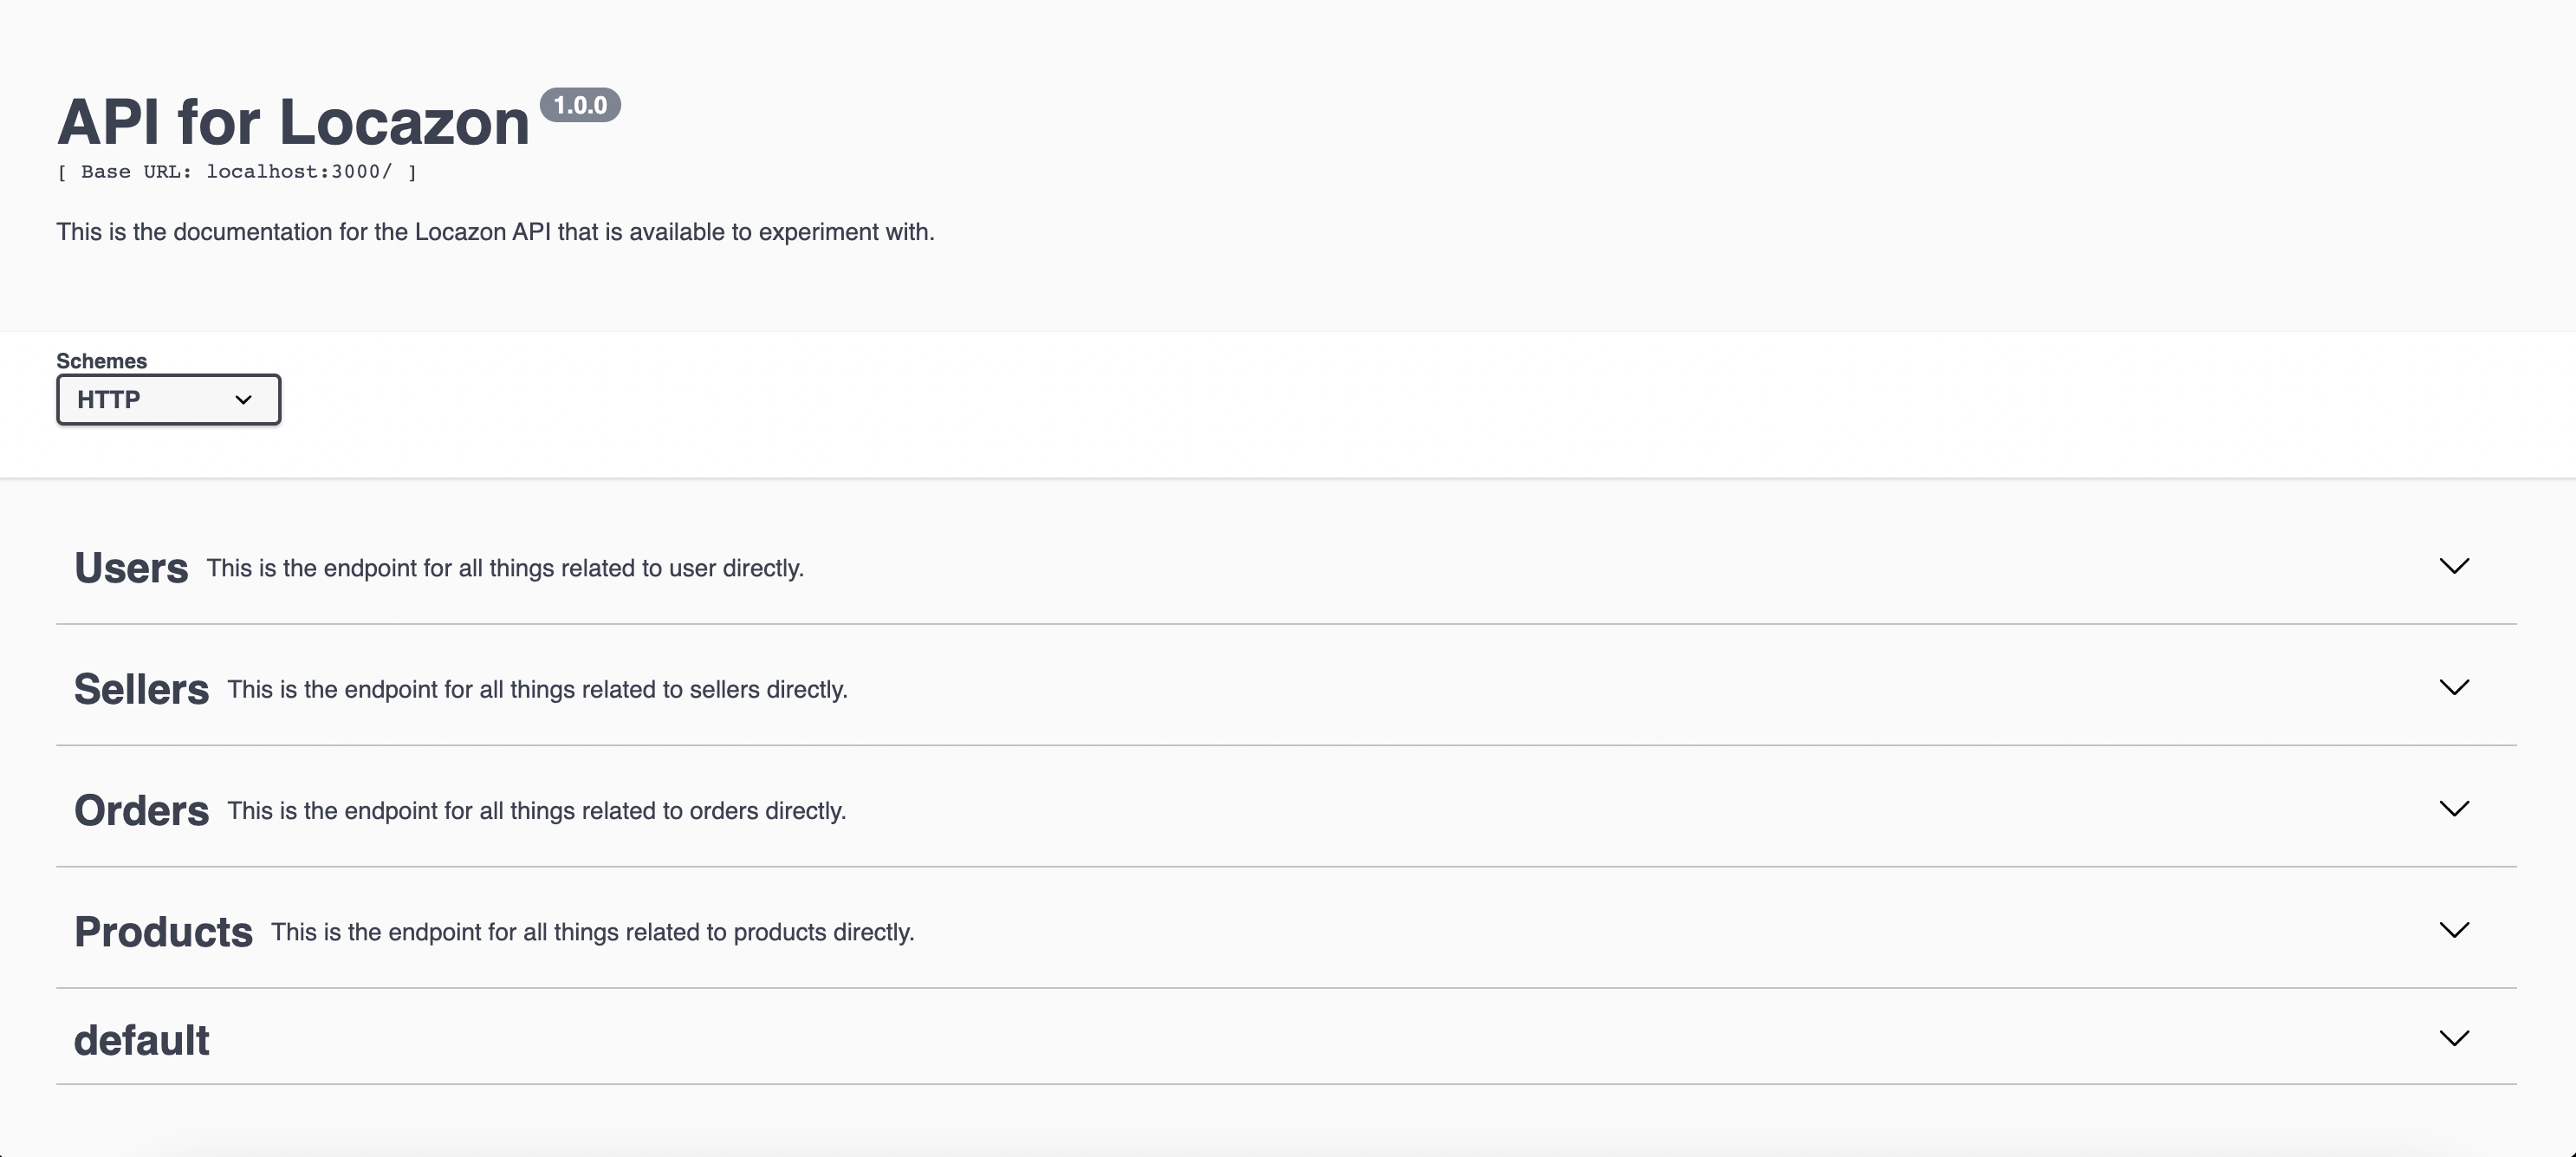 API for Locazon 1.0.0
[ Base URL: localhost:3000/ ]
This is the documentation for the Locazon API that is available to experiment with.
Schemes
HTTP
Users This is the endpoint for all things related to user directly.
Sellers This is the endpoint for all things related to sellers directly.
Orders This is the endpoint for all things related to orders directly.
Products This is the endpoint for all things related to products directly.
default